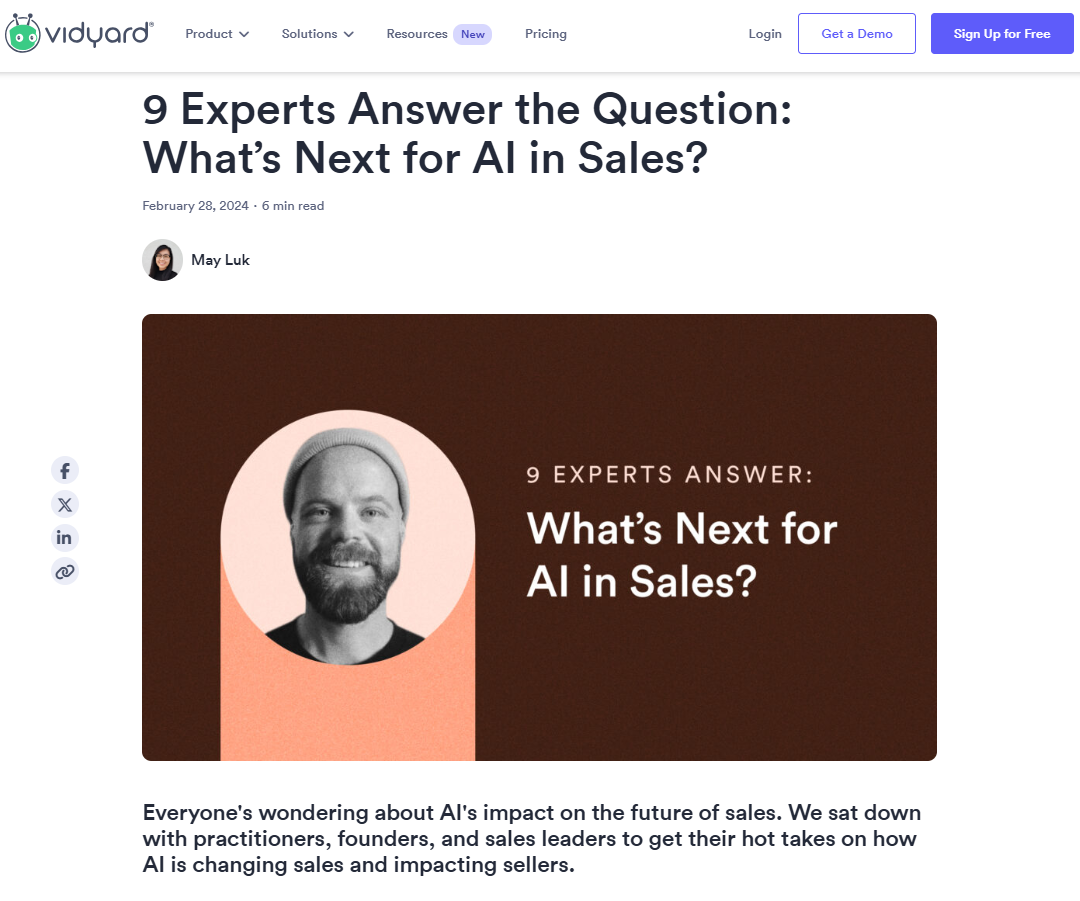 vidyard®
Product
Solutions
Resources New
Pricing
Login
Get a Demo
Sign Up for Free
9 Experts Answer the Question:
What’s Next for AI in Sales?
February 28, 2024 · 6 min read
May Luk
9 EXPERTS ANSWER:
What’s Next for
AI in Sales?
Everyone's wondering about AI's impact on the future of sales. We sat down
with practitioners, founders, and sales leaders to get their hot takes on how
AI is changing sales and impacting sellers.